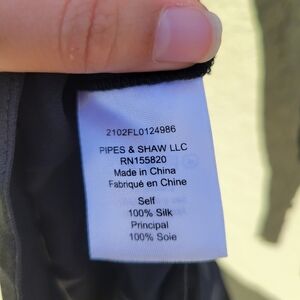 2102FL0124986
PIPES & SHAW LLC
RN155820
Made in China
Fabriqué en Chine
Self
100% Silk
Principal
100% Soie